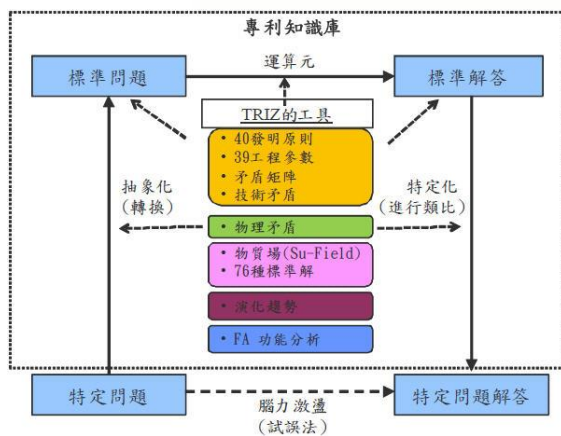 專利知識庫
標準問題
運算元
標準解答
TRIZ的工具
• 40發明原則
• 39工程參數
• 矛盾矩陣
• 技術矛盾
抽象化
(轉換)
特定化
(進行類比)
• 物理矛盾
• 物質場(Su-Field)
• 76種標準解
• 演化趨勢
• FA 功能分析
特定問題
腦力激盪
(試誤法)
特定問題解答